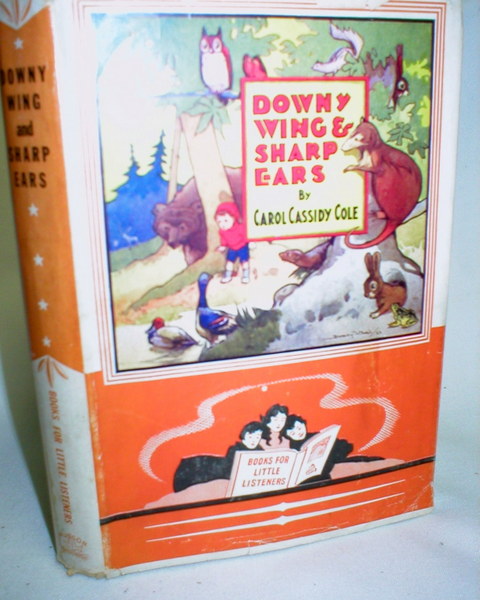 DOWNY
WING
and
SHARP
EARS
BOOKS FOR LITTLE LISTENERS
DOWNY
WING &
SHARP
EARS
BY
CAROL CASSIDY COLE
BOOKS FOR
LITTLE
LISTENERS